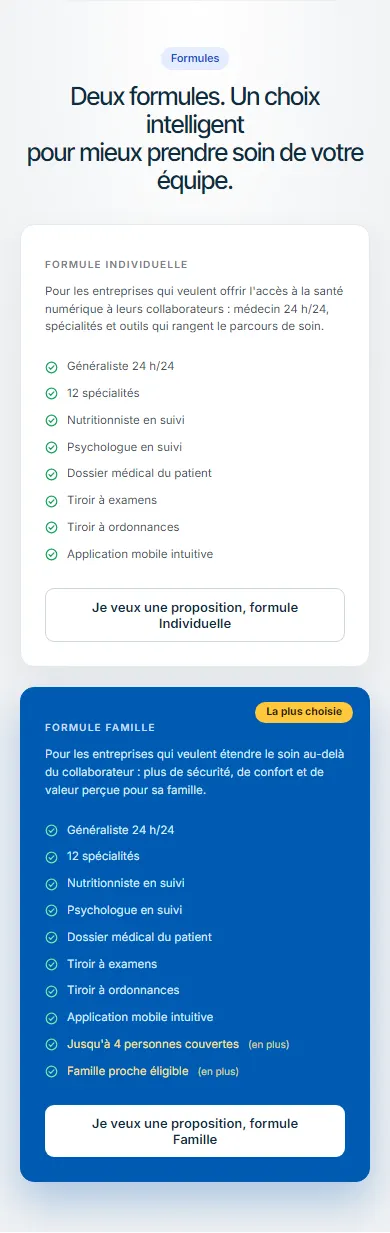 Formules
Deux formules. Un choix
intelligent
pour mieux prendre soin de votre
équipe.
FORMULE INDIVIDUELLE
Pour les entreprises qui veulent offrir l'accès à la santé
numérique à leurs collaborateurs : médecin 24 h/24,
spécialités et outils qui rangent le parcours de soin.
Généraliste 24 h/24
12 spécialités
Nutritionniste en suivi
Psychologue en suivi
Dossier médical du patient
Tiroir à examens
Tiroir à ordonnances
Application mobile intuitive
Je veux une proposition, formule
Individuelle
La plus choisie
FORMULE FAMILLE
Pour les entreprises qui veulent étendre le soin au-delà
du collaborateur : plus de sécurité, de confort et de
valeur perçue pour sa famille.
Généraliste 24 h/24
12 spécialités
Nutritionniste en suivi
Psychologue en suivi
Dossier médical du patient
Tiroir à examens
Tiroir à ordonnances
Application mobile intuitive
Jusqu'à 4 personnes couvertes (en plus)
Famille proche éligible (en plus)
Je veux une proposition, formule
Famille